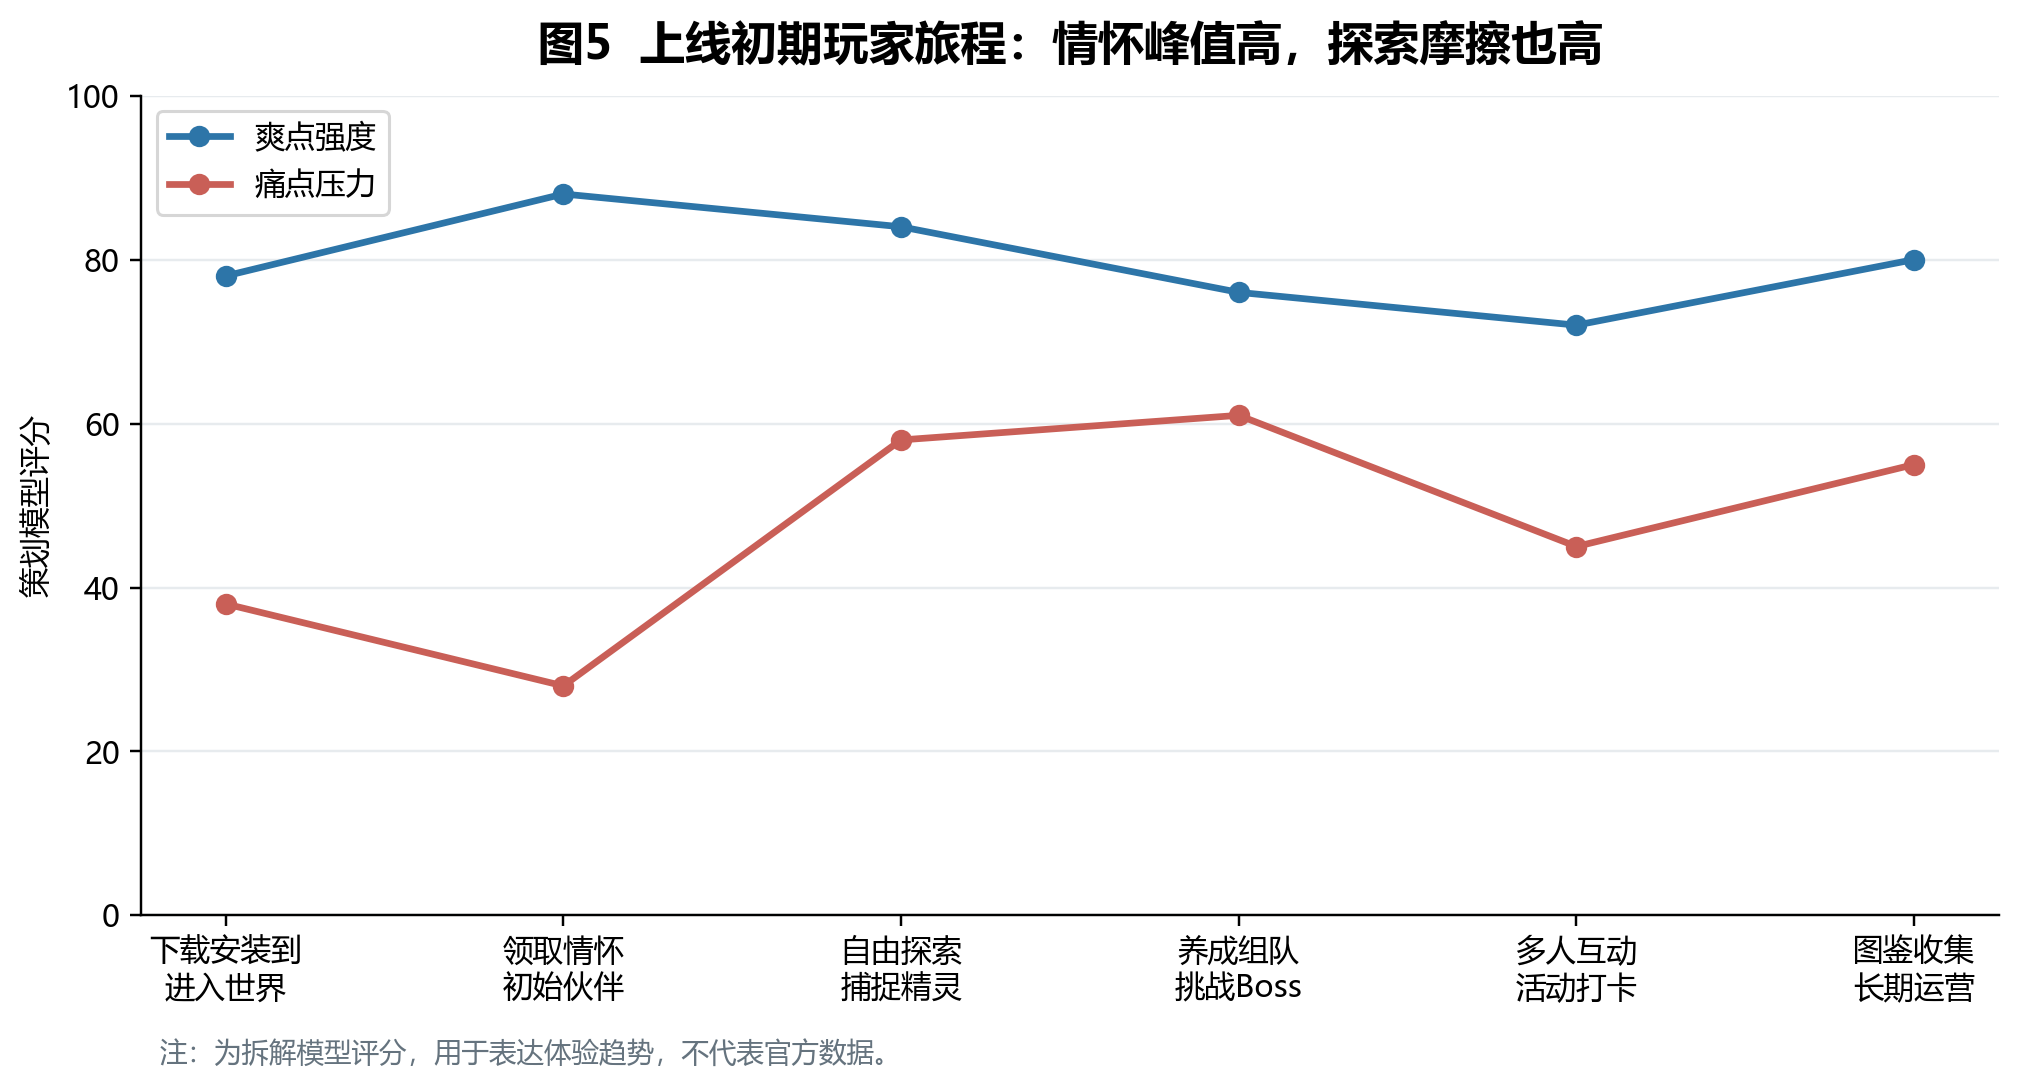 图5 上线初期玩家旅程：情怀峰值高，探索摩擦也高
爽点强度
痛点压力
策划模型评分
100
80
60
40
20
0
下载安装到
进入世界
领取情怀
初始伙伴
自由探索
捕捉精灵
养成组队
挑战Boss
多人互动
活动打卡
图鉴收集
长期运营
注：为拆解模型评分，用于表达体验趋势，不代表官方数据。